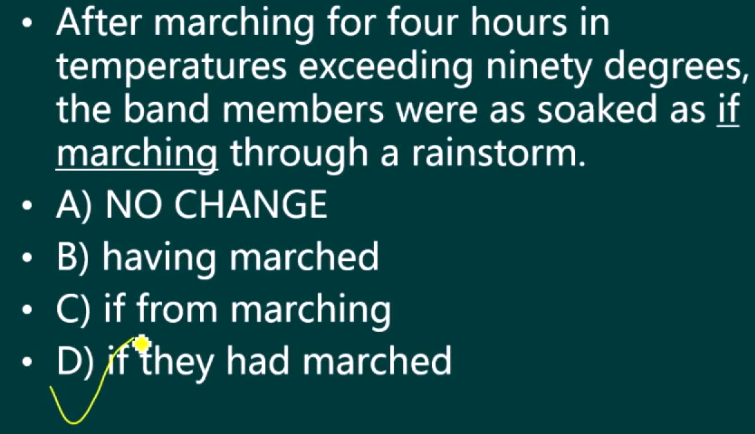 • After marching for four hours in
temperatures exceeding ninety degrees,
the band members were as soaked as if
marching through a rainstorm.
• A) NO CHANGE
• B) having marched
• C) if from marching
• D) if they had marched